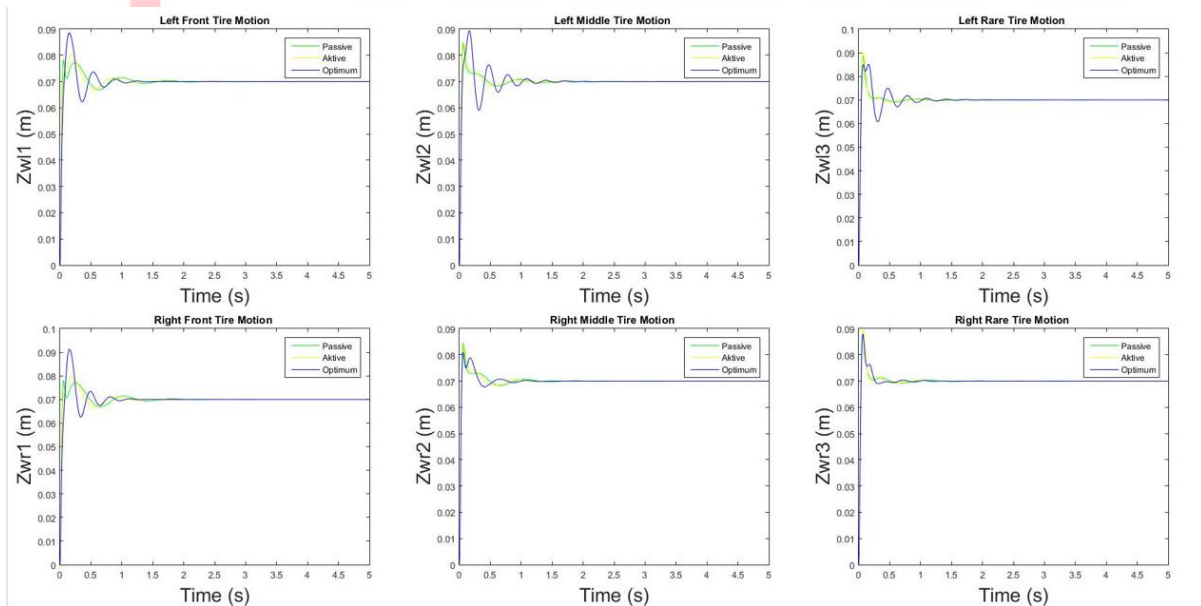 Left Front Tire Motion
0.09
0.08
0.07
0.06
0.05
0.04
0.03
0.02
0.01
0
Zwl1 (m)
Passive
Aktive
Optimum
0 0.5 1 1.5 2 2.5 3 3.5 4 4.5 5
Time (s)
Left Middle Tire Motion
0.09
0.08
0.07
0.06
0.05
0.04
0.03
0.02
0.01
0
Zwl2 (m)
Passive
Aktive
Optimum
0 0.5 1 1.5 2 2.5 3 3.5 4 4.5 5
Time (s)
Left Rare Tire Motion
0.1
0.09
0.08
0.07
0.06
0.05
0.04
0.03
0.02
0.01
0
Zwl3 (m)
Passive
Aktive
Optimum
0 0.5 1 1.5 2 2.5 3 3.5 4 4.5 5
Time (s)
Right Front Tire Motion
0.1
0.09
0.08
0.07
0.06
0.05
0.04
0.03
0.02
0.01
0
Zwr1 (m)
Passive
Aktive
Optimum
0 0.5 1 1.5 2 2.5 3 3.5 4 4.5 5
Time (s)
Right Middle Tire Motion
0.09
0.08
0.07
0.06
0.05
0.04
0.03
0.02
0.01
0
Zwr2 (m)
Passive
Aktive
Optimum
0 0.5 1 1.5 2 2.5 3 3.5 4 4.5 5
Time (s)
Right Rare Tire Motion
0.09
0.08
0.07
0.06
0.05
0.04
0.03
0.02
0.01
0
Zwr3 (m)
Passive
Aktive
Optimum
0 0.5 1 1.5 2 2.5 3 3.5 4 4.5 5
Time (s)